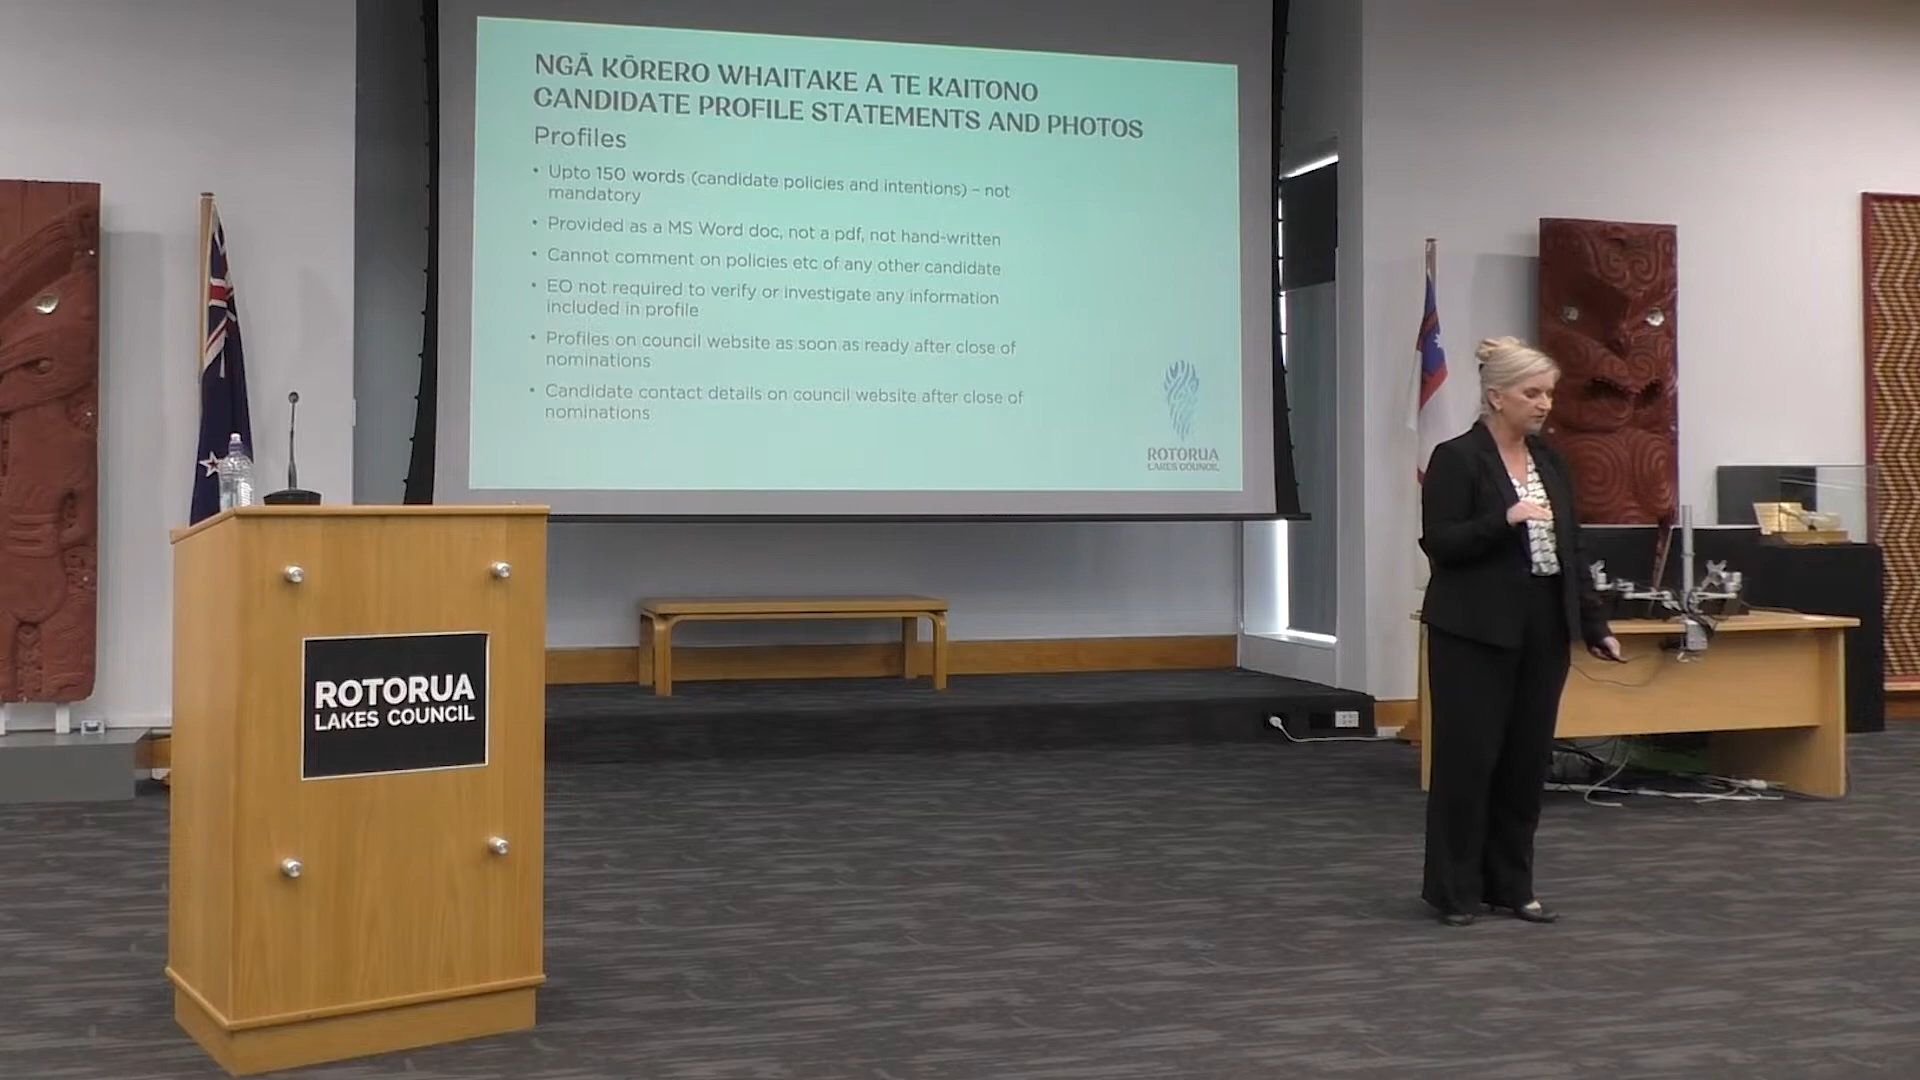 NGĀ KŌRERO WHAITAKE A TE KAITONO
CANDIDATE PROFILE STATEMENTS AND PHOTOS
Profiles
• Upto 150 words (candidate policies and intentions) – not
mandatory
• Provided as a MS Word doc, not a pdf, not hand-written
• Cannot comment on policies etc of any other candidate
• EO not required to verify or investigate any information
included in profile
• Profiles on council website as soon as ready after close of
nominations
• Candidate contact details on council website after close of
nominations
ROTORUA
LAKES COUNCIL
ROTORUA
LAKES COUNCIL